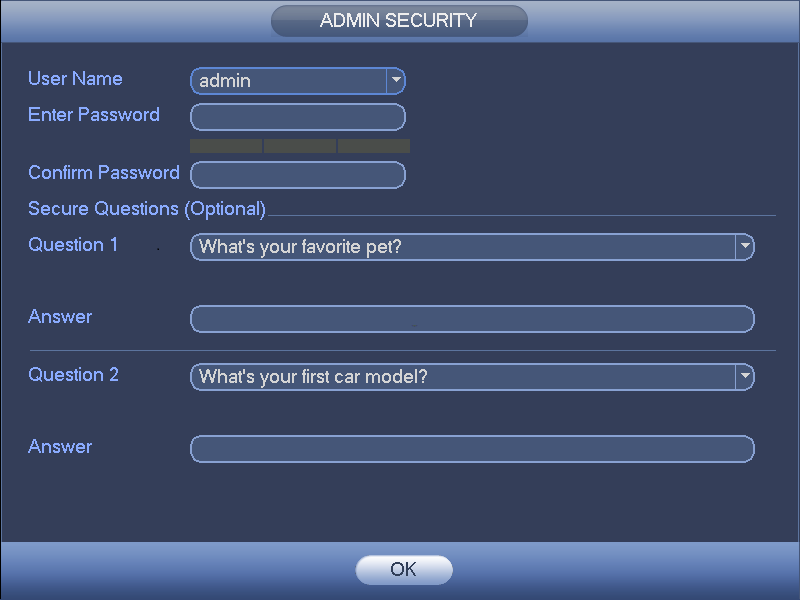 ADMIN SECURITY
User Name admin
Enter Password
Confirm Password
Secure Questions (Optional)
Question 1 What's your favorite pet?
Answer
Question 2 What's your first car model?
Answer
OK